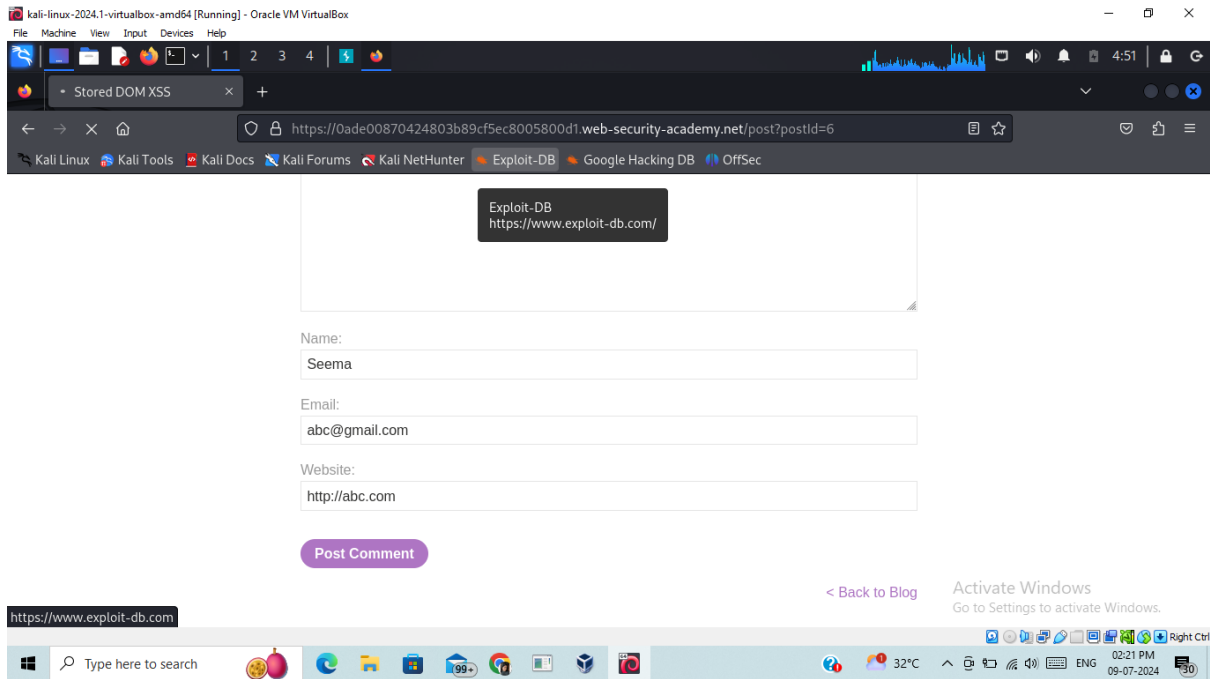 kali-linux-2024.1-virtualbox-amd64 [Running] - Oracle VM VirtualBox
File Machine View Input Devices Help
1 2 3 4 4:51
Stored DOM XSS
https://0ade00870424803b89cf5ec8005800d1.web-security-academy.net/post?postId=6
Kali Linux Kali Tools Kali Docs Kali Forums Kali NetHunter Exploit-DB Google Hacking DB OffSec
Exploit-DB
https://www.exploit-db.com/
Name:
Seema
Email:
abc@gmail.com
Website:
http://abc.com
Post Comment
< Back to Blog
Activate Windows
Go to Settings to activate Windows.
https://www.exploit-db.com
Right Ctrl
Type here to search 99+ 32°C ENG 02:21 PM
09-07-2024 30